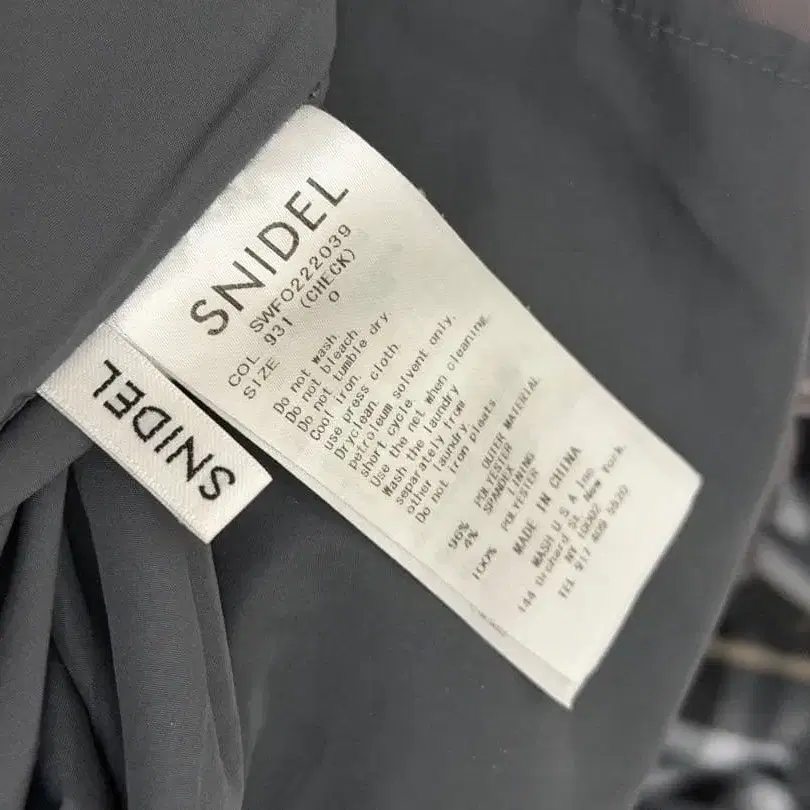 SNIDEL
SWFO222039
COL 931 (CHECK)
SIZE 0
Do not wash.
Do not bleach
Do not tumble dry.
Cool iron.
use press cloth.
Dryclean.
petroleum solvent only.
short cycle.
Use the net when cleaning.
Wash the laundry
separately from
other laundry.
Do not iron pleats
OUTER MATERIAL
96% POLYESTER
4% SPANDEX
LINING
100% POLYESTER
MADE IN CHINA
MASH U S A Inc.
144 Orchard St. New York.
NY 10002
TEL 917 409 5520
SNIDEL